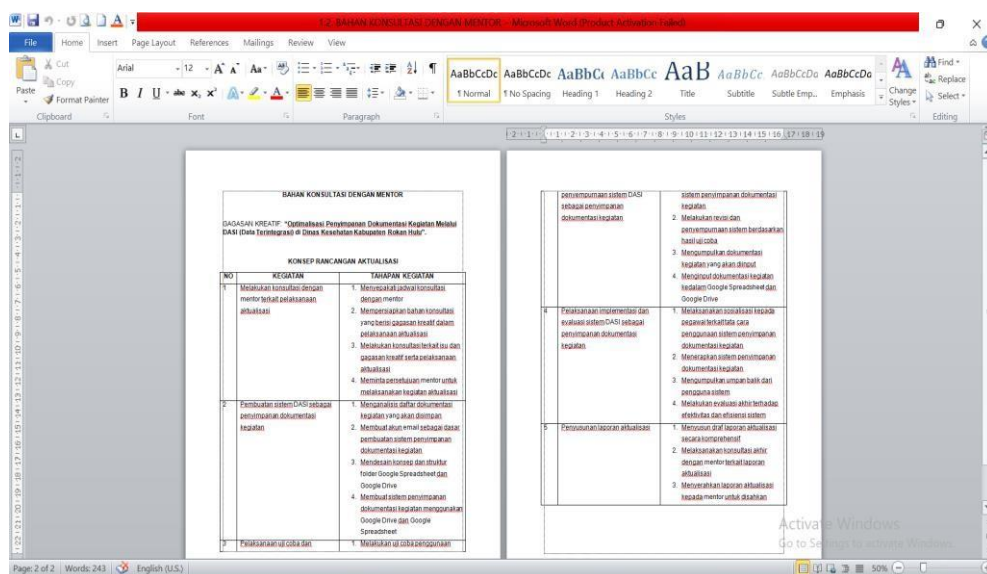 1.2. BAHAN KONSULTASI DENGAN MENTOR - Microsoft Word (Product Activation Failed)
File Home Insert Page Layout References Mailings Review View
Cut
Copy
Format Painter
Paste
Arial 12
AaBbCcDc AaBbCcDc AaBbCc AaBbCc AaB AaBbCc AaBbCcDa AaBbCcDa
¶ Normal ¶ No Spacing Heading 1 Heading 2 Title Subtitle Subtle Emp... Emphasis
Change Styles
Find
Replace
Select
Clipboard Font Paragraph Styles Editing
BAHAN KONSULTASI DENGAN MENTOR
GAGASAN KREATIF: "Optimalisasi Penyimpanan Dokumentasi Kegiatan Melalui
DASI (Data Terintegrasi) di Dinas Kesehatan Kabupaten Rokan Hulu".
KONSEP RANCANGAN AKTUALISASI
NO KEGIATAN TAHAPAN KEGIATAN
1 Melakukan konsultasi dengan
mentor terkait pelaksanaan
aktualisasi
1. Menyepakati jadwal konsultasi
dengan mentor
2. Mempersiapkan bahan konsultasi
yang berisi gagasan kreatif dalam
pelaksanaan aktualisasi
3. Melakukan konsultasi terkait isu dan
gagasan kreatif serta pelaksanaan
aktualisasi
4. Meminta persetujuan mentor untuk
melaksanakan kegiatan aktualisasi
2 Pembuatan sistem DASI sebagai
penyimpanan dokumentasi
kegiatan
1. Menganalisis daftar dokumentasi
kegiatan yang akan disimpan
2. Membuat akun email sebagai dasar
pembuatan sistem penyimpanan
dokumentasi kegiatan
3. Mendesain konsep dan struktur
folder Google Spreadsheet dan
Google Drive
4. Membuat sistem penyimpanan
dokumentasi kegiatan menggunakan
Google Drive dan Google
Spreadsheet
3 Pelaksanaan uji coba dan
1. Melakukan uji coba penggunaan
penyempurnaan sistem DASI
sebagai penyimpanan
dokumentasi kegiatan
sistem penyimpanan dokumentasi
kegiatan
2. Melakukan revisi dan
penyempurnaan sistem berdasarkan
hasil uji coba
3. Mengumpulkan dokumentasi
kegiatan yang akan diinput
4. Menginput dokumentasi kegiatan
kedalam Google Spreadsheet dan
Google Drive
4 Pelaksanaan implementasi dan
evaluasi sistem DASI sebagai
penyimpanan dokumentasi
kegiatan
1. Melaksanakan sosialisasi kepada
pegawai terkait tata cara
penggunaan sistem penyimpanan
dokumentasi kegiatan
2. Menerapkan sistem penyimpanan
dokumentasi kegiatan
3. Mengumpulkan umpan balik dari
pengguna sistem
4. Melakukan evaluasi akhir terhadap
efektivitas dan efisiensi sistem
5 Penyusunan laporan aktualisasi
1. Menyusun draf laporan aktualisasi
secara komprehensif
2. Melaksanakan konsultasi akhir
dengan mentor terkait laporan
aktualisasi
3. Menyerahkan laporan aktualisasi
kepada mentor untuk disahkan
Activate Windows
Go to Settings to activate Windows.
Page: 2 of 2 Words: 243 English (U.S.) 50%